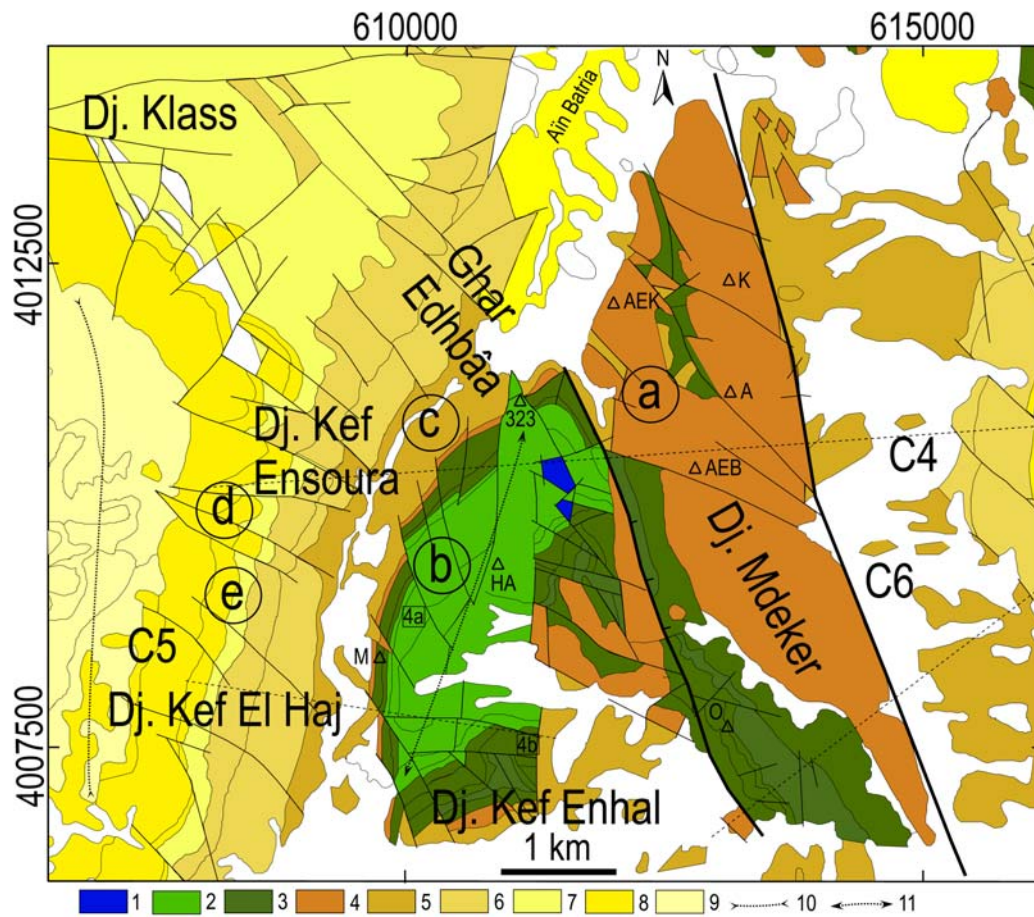 610000
615000
N
Dj. Klass
Aïn Batria
4012500
Ghar
Edhbâa
K
AEK
a
A
323
c
Dj. Kef
Ensoura
C4
AEB
d
b
HA
Dj. Mdeker
C6
e
4a
C5
M
Dj. Kef El Haj
O
4007500
4b
Dj. Kef Enhal
1 km
1 2 3 4 5 6 7 8 9 10 11